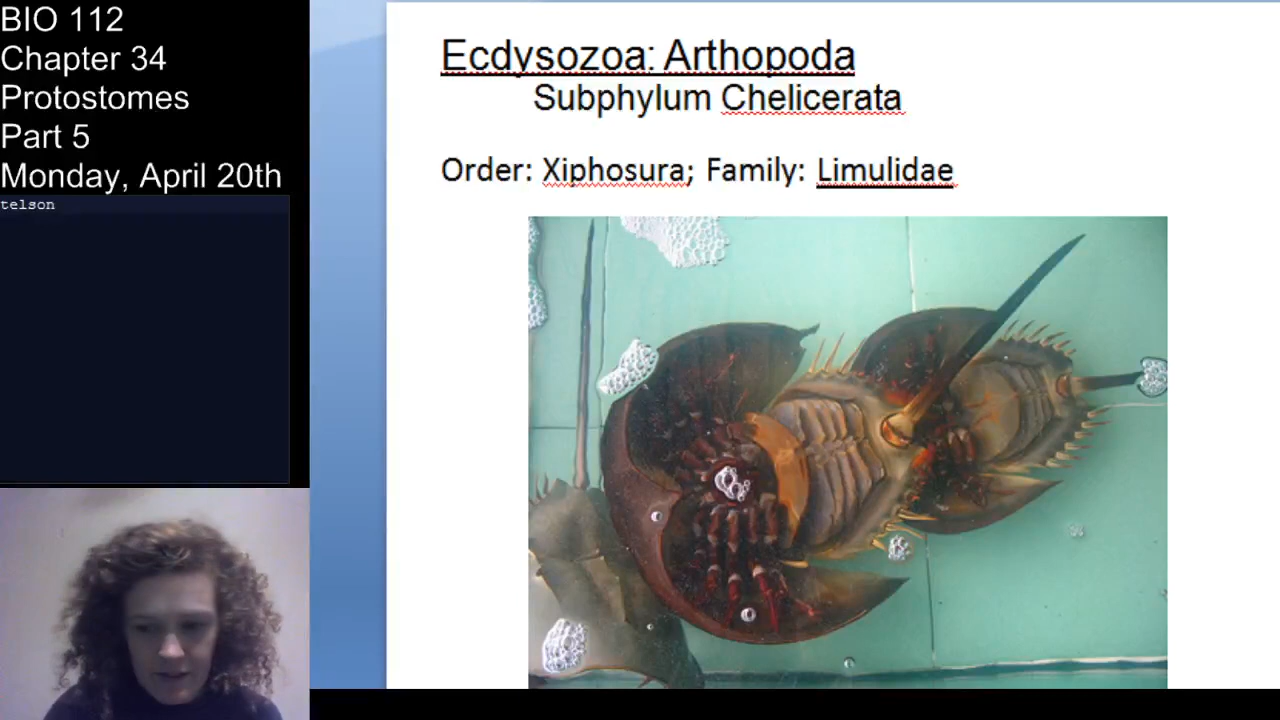 BIO 112
Chapter 34
Protostomes
Part 5
Monday, April 20th
telson
Ecdysozoa: Arthopoda
Subphylum Chelicerata
Order: Xiphosura; Family: Limulidae